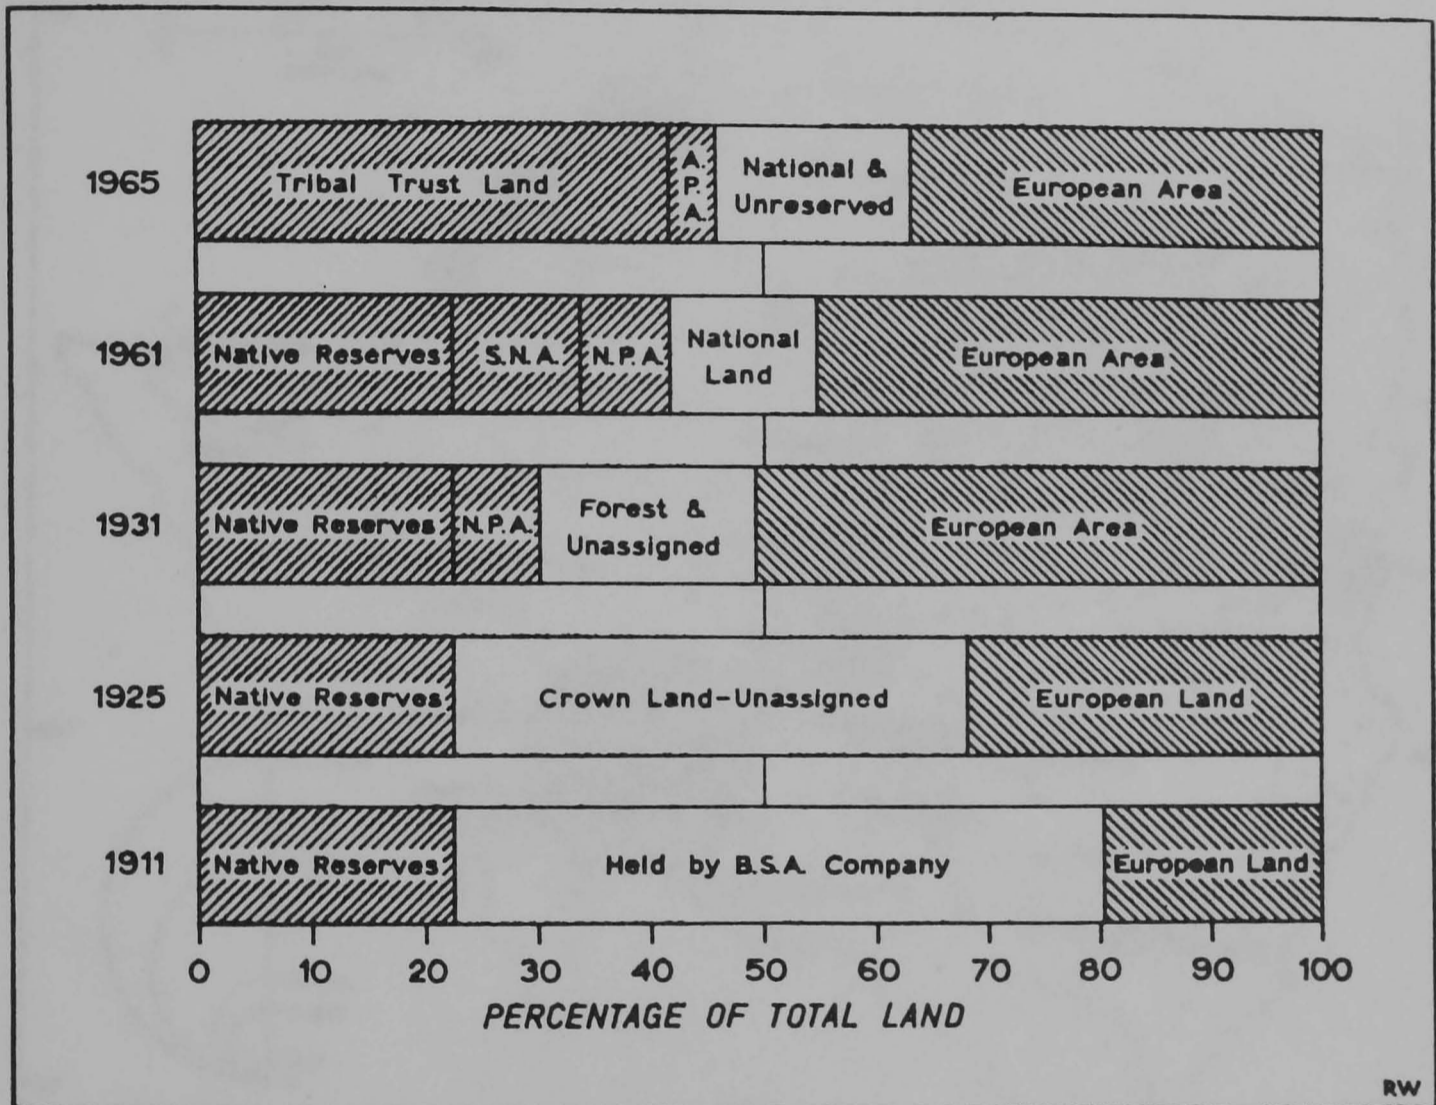 1965
Tribal Trust Land
A.
P.
A.
National &
Unreserved
European Area
1961
Native Reserves
S.N.A.
N.P.A.
National
Land
European Area
1931
Native Reserves
N.P.A.
Forest &
Unassigned
European Area
1925
Native Reserves
Crown Land-Unassigned
European Land
1911
Native Reserves
Held by B.S.A. Company
European Land
0 10 20 30 40 50 60 70 80 90 100
PERCENTAGE OF TOTAL LAND
RW